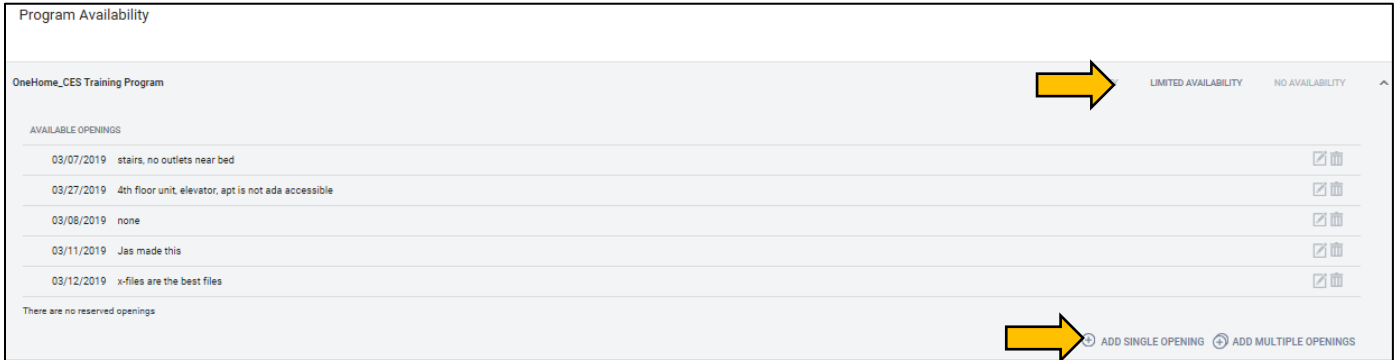 Program Availability
OneHome_CES Training Program LIMITED AVAILABILITY NO AVAILABILITY
AVAILABLE OPENINGS
03/07/2019 stairs, no outlets near bed
03/27/2019 4th floor unit, elevator, apt is not ada accessible
03/08/2019 none
03/11/2019 Jas made this
03/12/2019 x-files are the best files
There are no reserved openings
ADD SINGLE OPENING ADD MULTIPLE OPENINGS